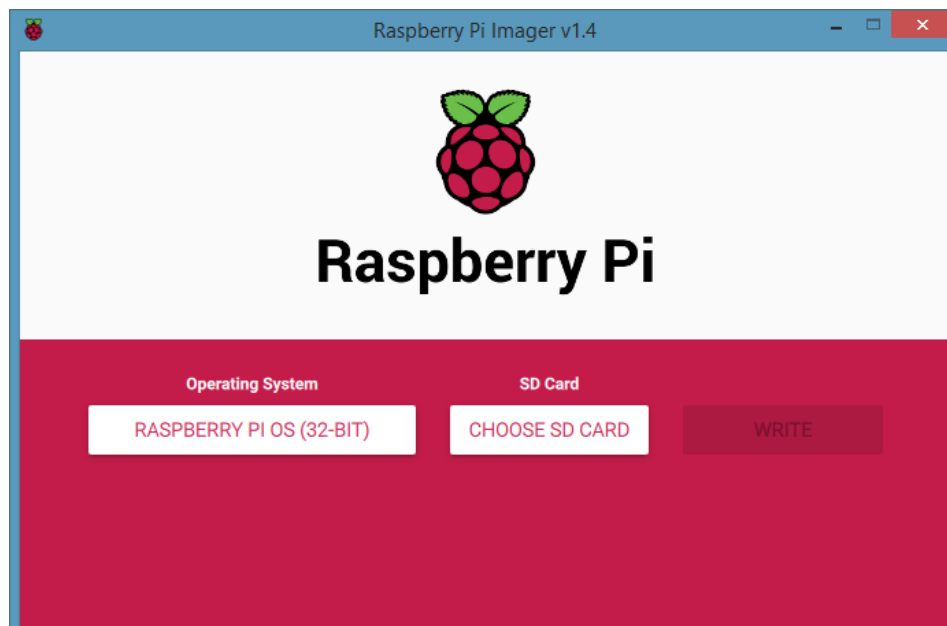 Raspberry Pi Imager v1.4
Raspberry Pi
Operating System
SD Card
RASPBERRY PI OS (32-BIT)
CHOOSE SD CARD
WRITE